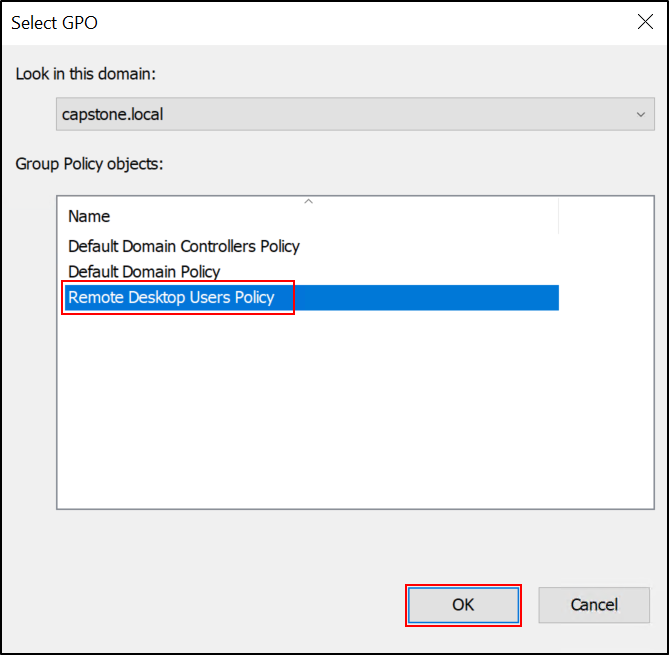 Select GPO
Look in this domain:
capstone.local
Group Policy objects:
Name
Default Domain Controllers Policy
Default Domain Policy
Remote Desktop Users Policy
OK Cancel